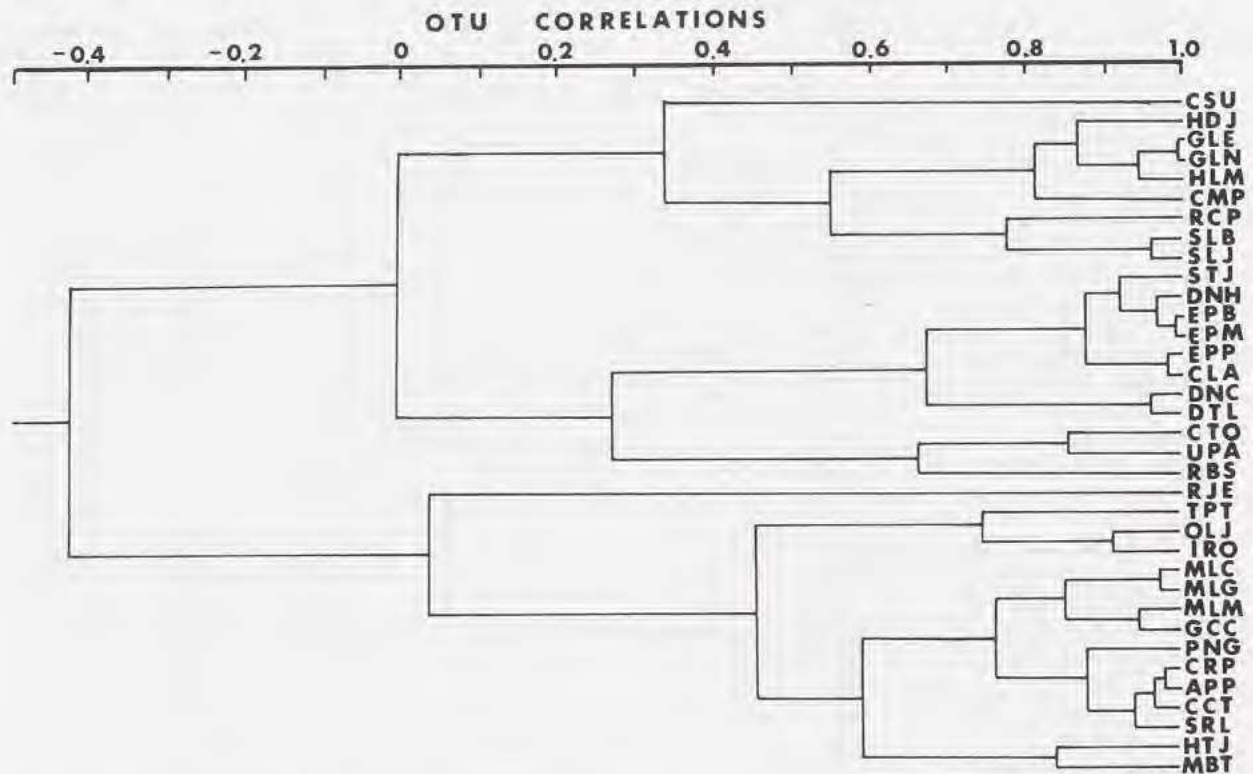 OTU CORRELATIONS
-0.4 -0.2 0 0.2 0.4 0.6 0.8 1.0
CSU
HDJ
GLE
GLN
HLM
CMP
RCP
SLB
SLJ
STJ
DNH
EPB
EPM
EPP
CLA
DNC
DTL
CTO
UPA
RBS
RJE
TPT
OLJ
IRO
MLC
MLG
MLM
GCC
PNG
CRP
APP
CCT
SRL
HTJ
MBT